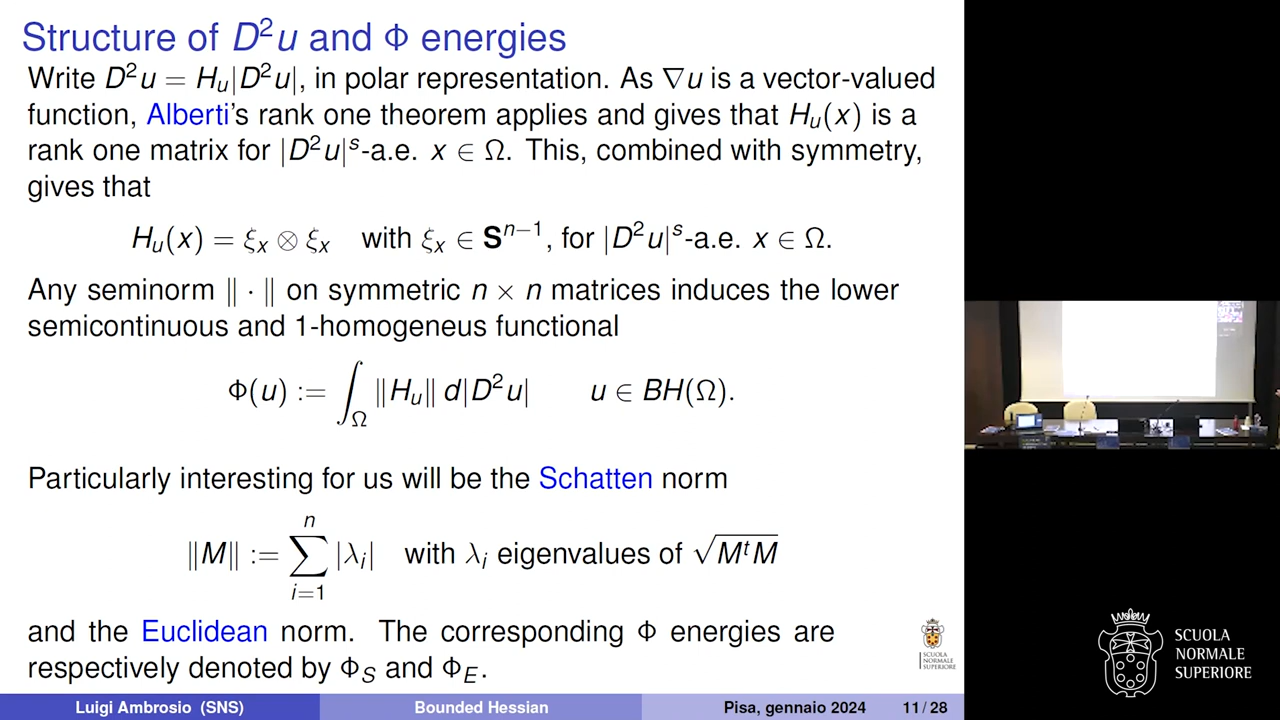 Structure of D²u and Φ energies
Write D²u = H_u|D²u|, in polar representation. As ∇u is a vector-valued
function, Alberti's rank one theorem applies and gives that H_u(x) is a
rank one matrix for |D²u|ˢ-a.e. x ∈ Ω. This, combined with symmetry,
gives that
H_u(x) = ξ_x ⊗ ξ_x with ξ_x ∈ Sⁿ⁻¹, for |D²u|ˢ-a.e. x ∈ Ω.
Any seminorm ‖ · ‖ on symmetric n × n matrices induces the lower
semicontinuous and 1-homogeneus functional
Φ(u) := ∫_Ω ‖H_u‖ d|D²u| u ∈ BH(Ω).
Particularly interesting for us will be the Schatten norm
‖M‖ := ∑_{i=1}^{n} |λ_i| with λ_i eigenvalues of √(MᵗM)
and the Euclidean norm. The corresponding Φ energies are
respectively denoted by Φ_S and Φ_E.
SCUOLA
NORMALE
SUPERIORE
Luigi Ambrosio (SNS) Bounded Hessian Pisa, gennaio 2024 11 / 28
SCUOLA
NORMALE
SUPERIORE